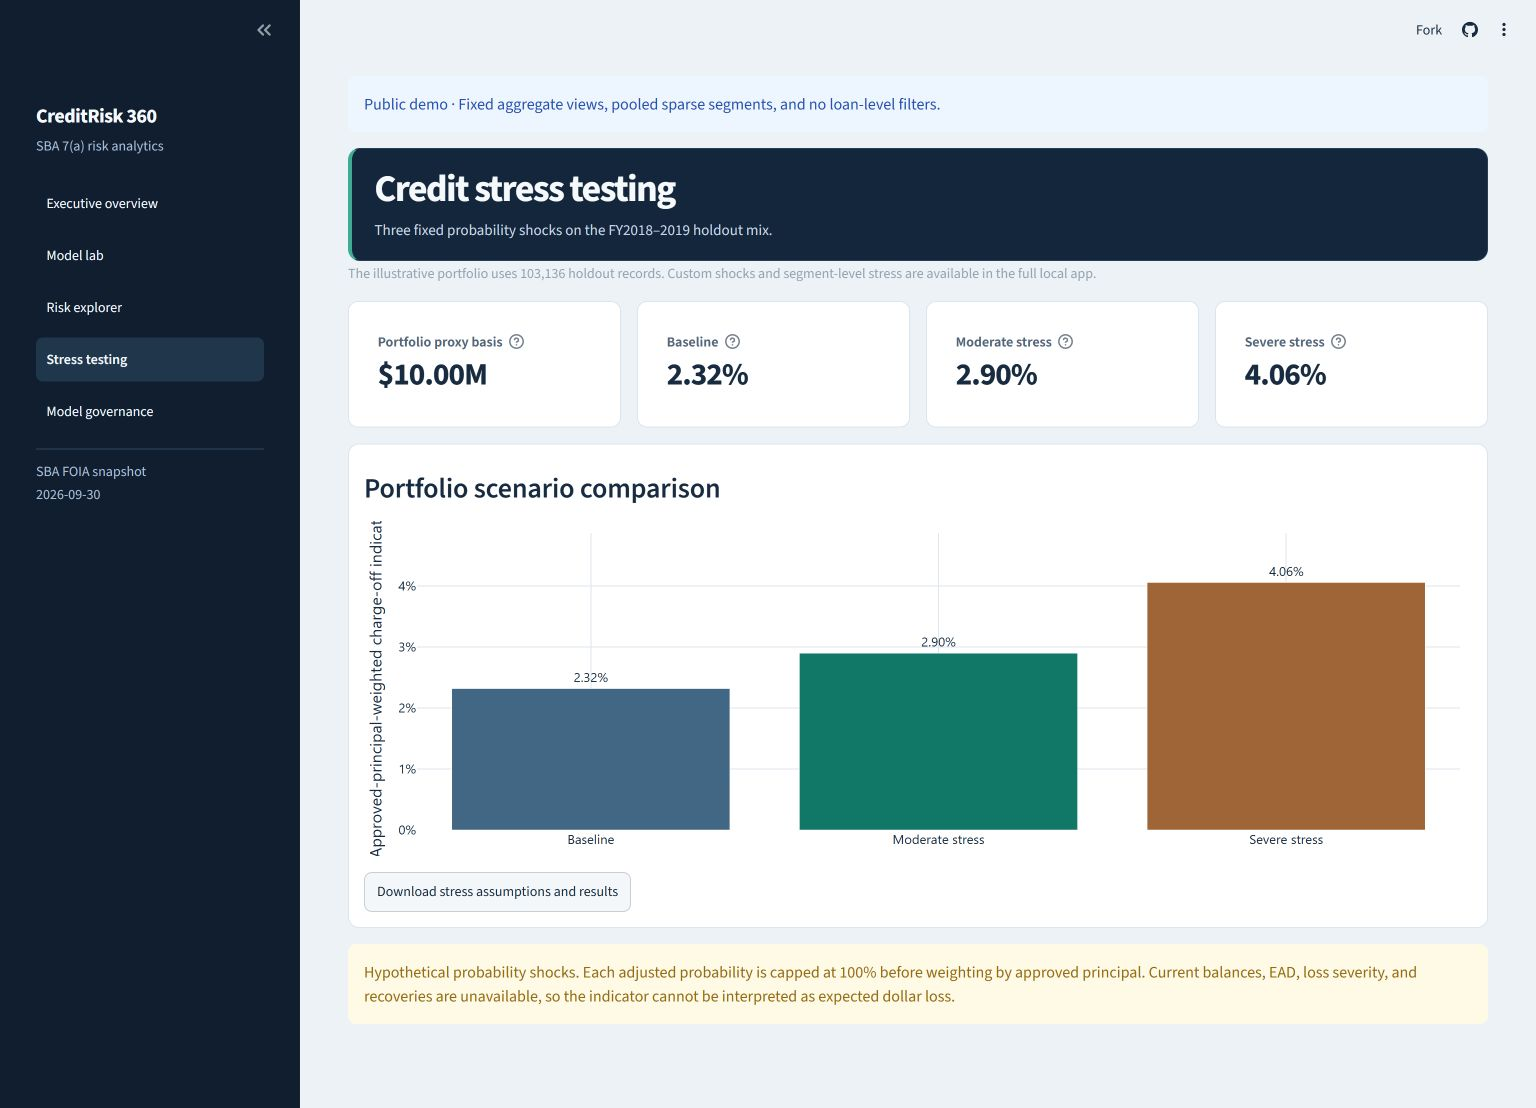 Fork
CreditRisk 360
SBA 7(a) risk analytics
Executive overview
Model lab
Risk explorer
Stress testing
Model governance
SBA FOIA snapshot
2026-09-30
Public demo · Fixed aggregate views, pooled sparse segments, and no loan-level filters.
Credit stress testing
Three fixed probability shocks on the FY2018–2019 holdout mix.
The illustrative portfolio uses 103,136 holdout records. Custom shocks and segment-level stress are available in the full local app.
Portfolio proxy basis
$10.00M
Baseline
2.32%
Moderate stress
2.90%
Severe stress
4.06%
Portfolio scenario comparison
Approved-principal-weighted charge-off indicat
4%
3%
2%
1%
0%
2.32%
2.90%
4.06%
Baseline
Moderate stress
Severe stress
Download stress assumptions and results
Hypothetical probability shocks. Each adjusted probability is capped at 100% before weighting by approved principal. Current balances, EAD, loss severity, and
recoveries are unavailable, so the indicator cannot be interpreted as expected dollar loss.